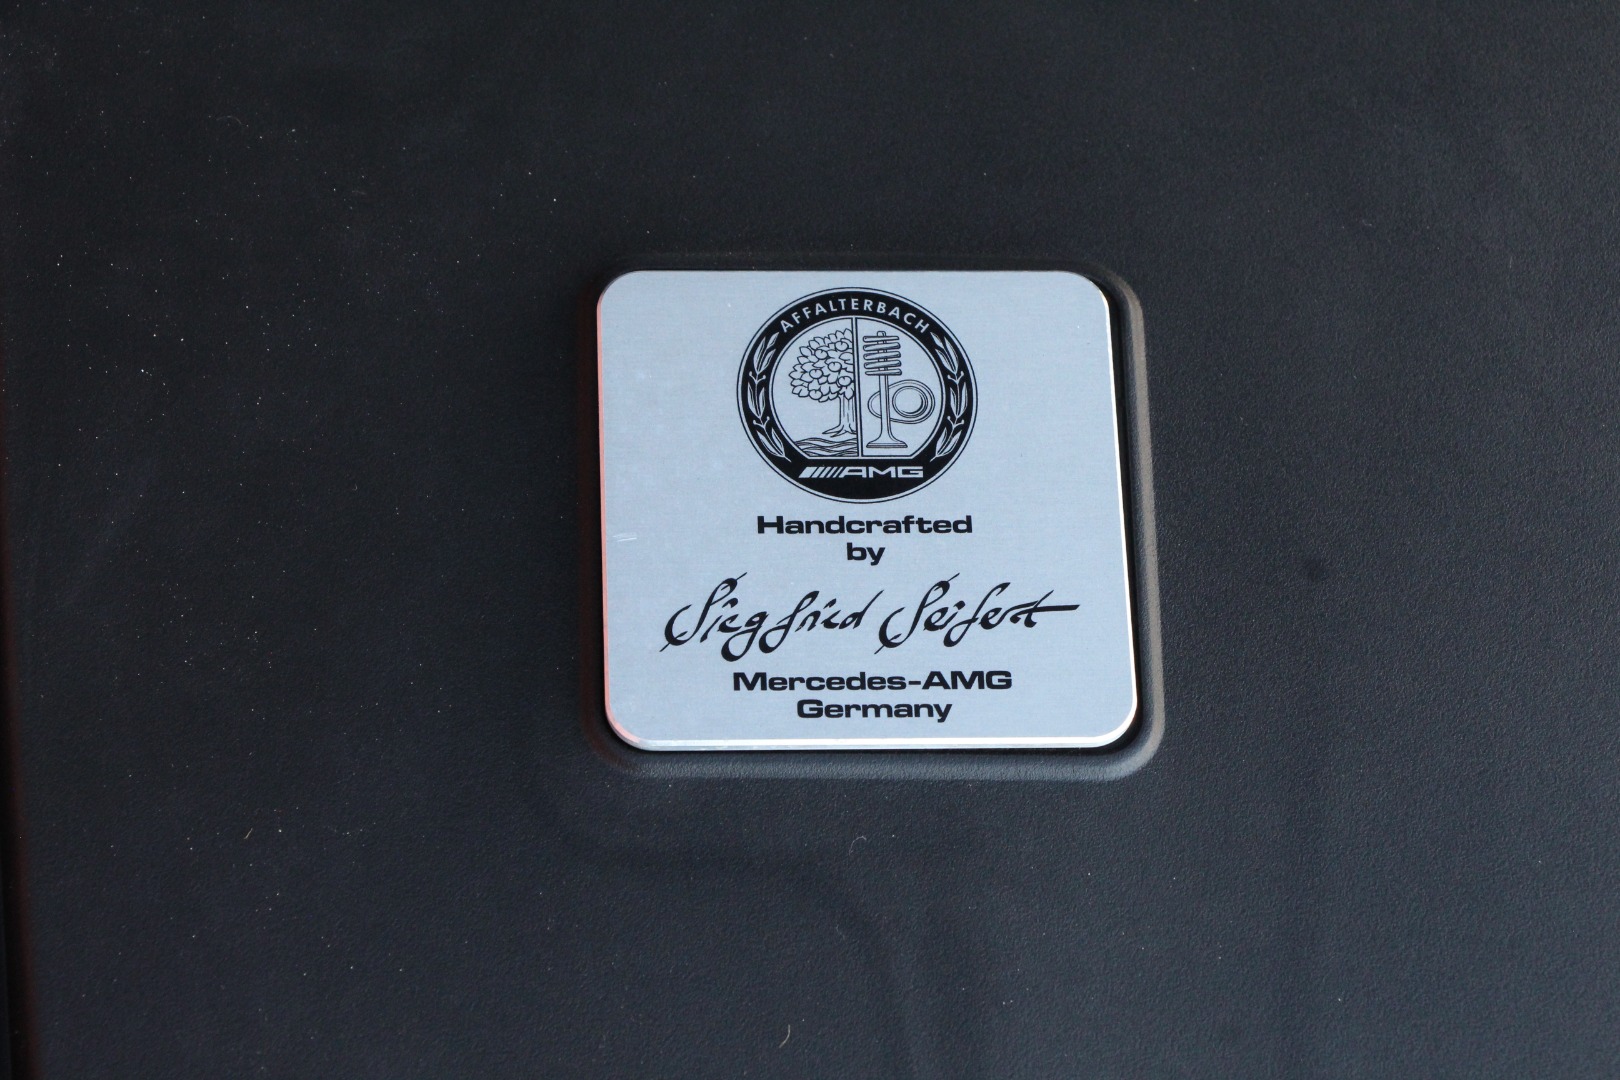 AFFALTERBACH
AMG
Handcrafted
by
Siegfried Seifert
Mercedes-AMG
Germany